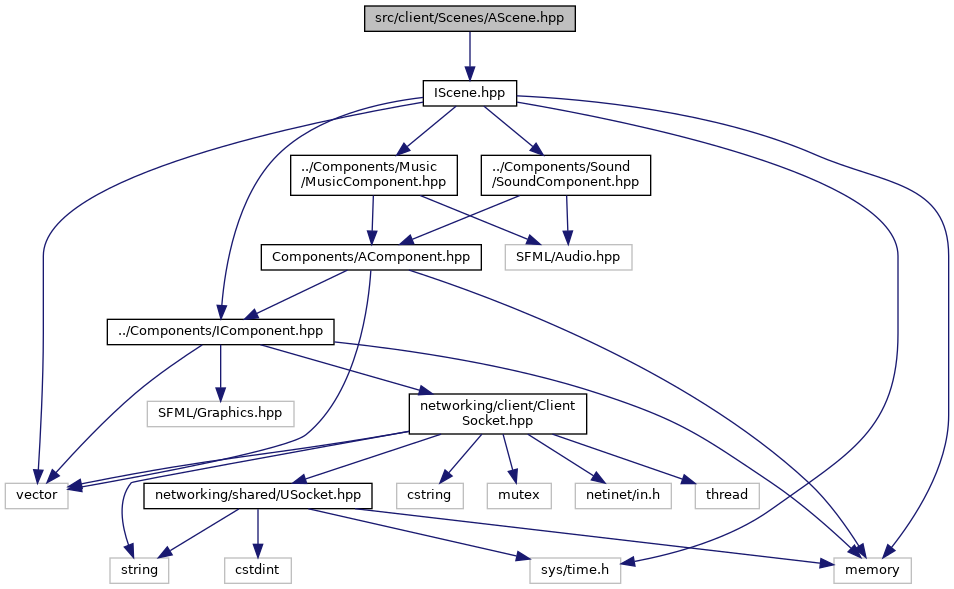 src/client/Scenes/AScene.hpp
IScene.hpp
../Components/Music
/MusicComponent.hpp
../Components/Sound
/SoundComponent.hpp
Components/AComponent.hpp
SFML/Audio.hpp
../Components/IComponent.hpp
SFML/Graphics.hpp
networking/client/Client
Socket.hpp
vector
networking/shared/USocket.hpp
cstring
mutex
netinet/in.h
thread
string
cstdint
sys/time.h
memory